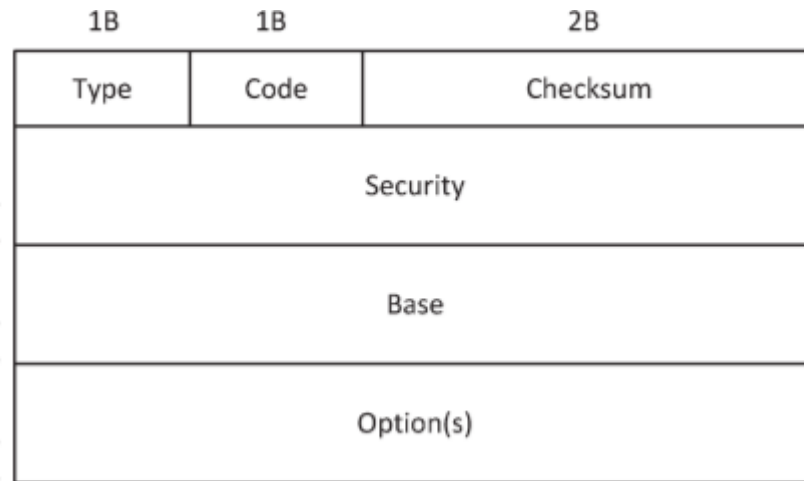 1B 1B 2B
Type Code Checksum
Security
Base
Option(s)